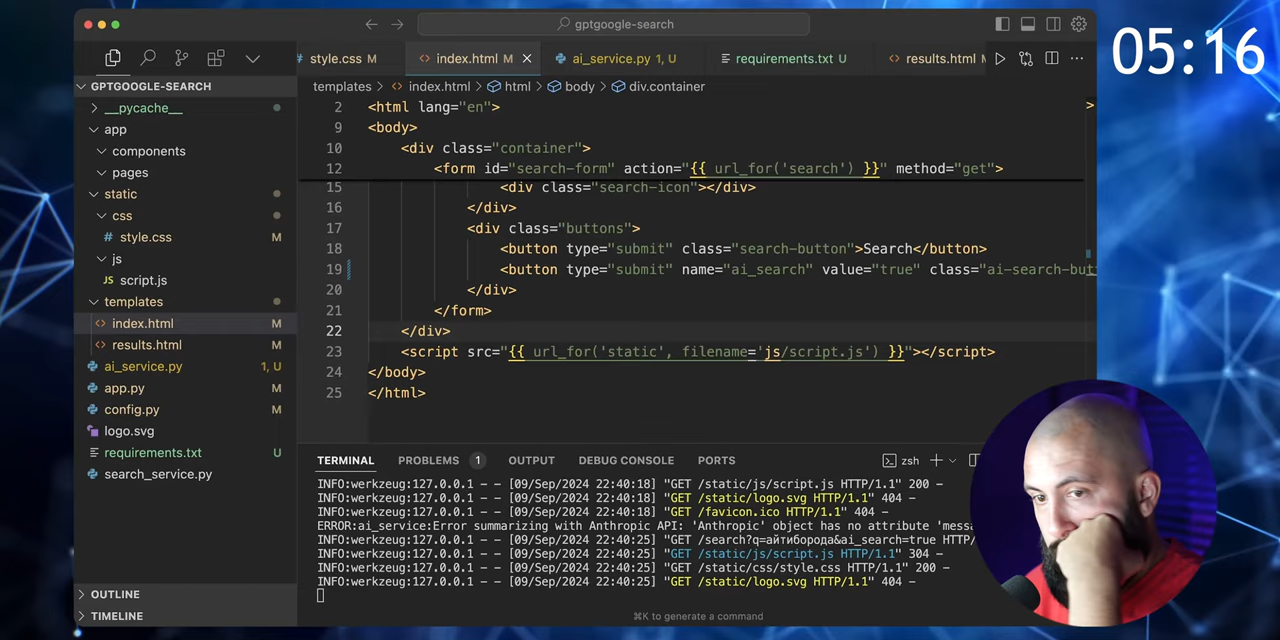 gptgoogle-search
05:16
style.css M
index.html M
ai_service.py 1, U
requirements.txt U
results.html M
GPTGOOGLE-SEARCH
templates > index.html > html > body > div.container
__pycache__
app
components
pages
static
css
style.css M
js
script.js
templates
index.html M
results.html M
ai_service.py 1, U
app.py M
config.py M
logo.svg
requirements.txt U
search_service.py
OUTLINE
TIMELINE
>
2 <html lang="en">
9 <body>
10 <div class="container">
12 <form id="search-form" action="{{ url_for('search') }}" method="get">
15 <div class="search-icon"></div>
16 </div>
17 <div class="buttons">
18 <button type="submit" class="search-button">Search</button>
19 <button type="submit" name="ai_search" value="true" class="ai-search-but
20 </div>
21 </form>
22 </div>
23 <script src="{{ url_for('static', filename='js/script.js') }}"></script>
24 </body>
25 </html>
TERMINAL PROBLEMS 1 OUTPUT DEBUG CONSOLE PORTS zsh
INFO:werkzeug:127.0.0.1 - - [09/Sep/2024 22:40:18] "GET /static/js/script.js HTTP/1.1" 200 -
INFO:werkzeug:127.0.0.1 - - [09/Sep/2024 22:40:18] "GET /static/logo.svg HTTP/1.1" 404 -
INFO:werkzeug:127.0.0.1 - - [09/Sep/2024 22:40:18] "GET /favicon.ico HTTP/1.1" 404 -
ERROR:ai_service:Error summarizing with Anthropic API: 'Anthropic' object has no attribute 'messa
INFO:werkzeug:127.0.0.1 - - [09/Sep/2024 22:40:25] "GET /search?q=айтиборода&ai_search=true HTTP/
INFO:werkzeug:127.0.0.1 - - [09/Sep/2024 22:40:25] "GET /static/js/script.js HTTP/1.1" 304 -
INFO:werkzeug:127.0.0.1 - - [09/Sep/2024 22:40:25] "GET /static/css/style.css HTTP/1.1" 200 -
INFO:werkzeug:127.0.0.1 - - [09/Sep/2024 22:40:25] "GET /static/logo.svg HTTP/1.1" 404 -
⌘K to generate a command